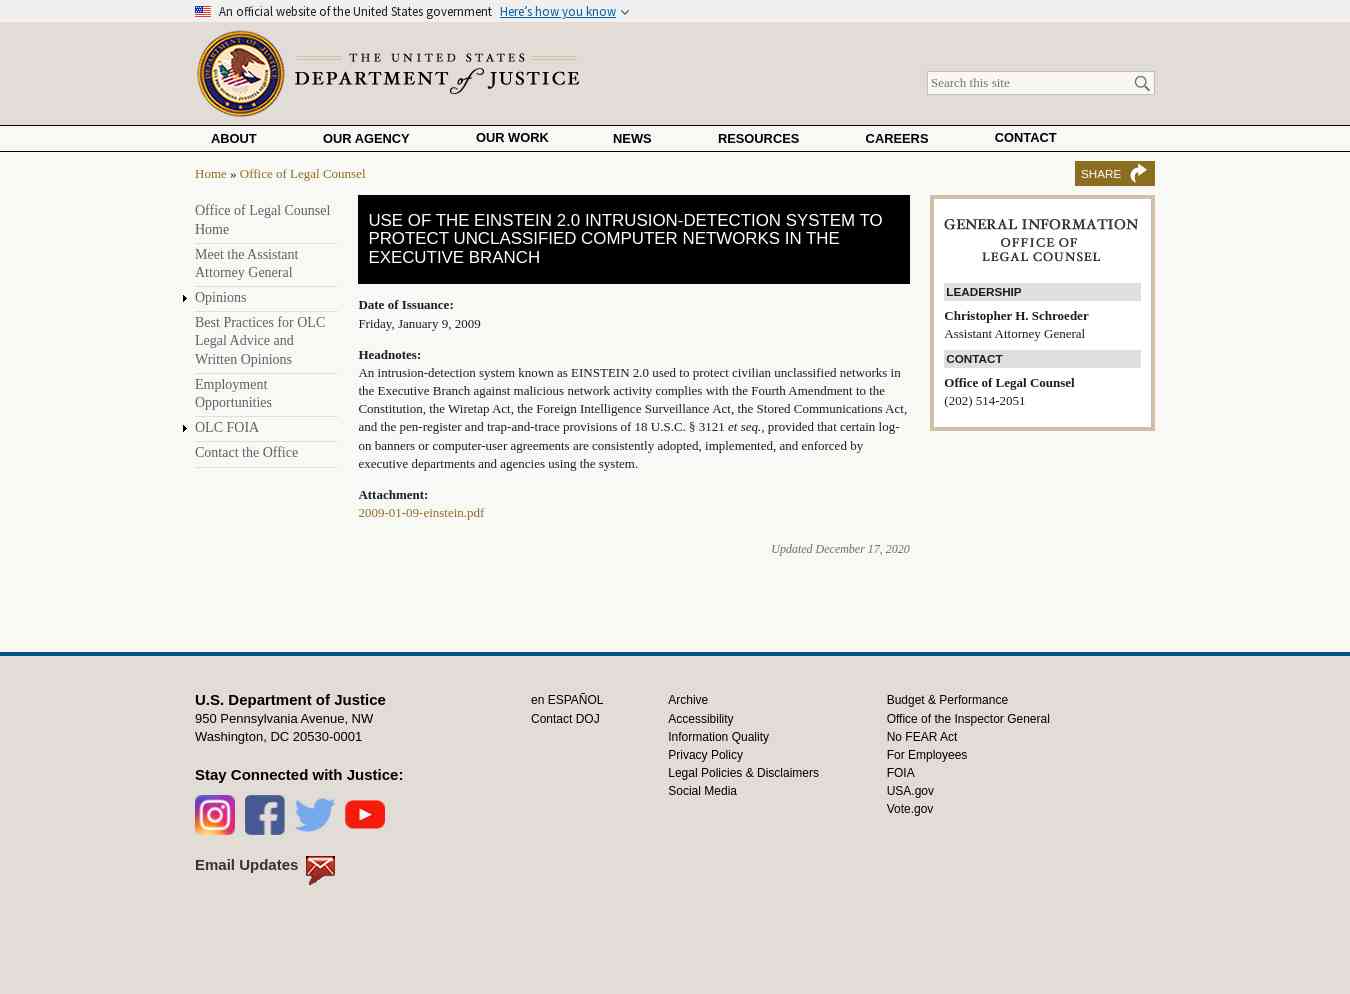 An official website of the United States government Here's how you know
THE UNITED STATES
DEPARTMENT of JUSTICE
Search this site
ABOUT OUR AGENCY OUR WORK NEWS RESOURCES CAREERS CONTACT
Home » Office of Legal Counsel
SHARE
Office of Legal Counsel
Home
Meet the Assistant
Attorney General
Opinions
Best Practices for OLC
Legal Advice and
Written Opinions
Employment
Opportunities
OLC FOIA
Contact the Office
USE OF THE EINSTEIN 2.0 INTRUSION-DETECTION SYSTEM TO
PROTECT UNCLASSIFIED COMPUTER NETWORKS IN THE
EXECUTIVE BRANCH
Date of Issuance:
Friday, January 9, 2009
Headnotes:
An intrusion-detection system known as EINSTEIN 2.0 used to protect civilian unclassified networks in
the Executive Branch against malicious network activity complies with the Fourth Amendment to the
Constitution, the Wiretap Act, the Foreign Intelligence Surveillance Act, the Stored Communications Act,
and the pen-register and trap-and-trace provisions of 18 U.S.C. § 3121 et seq., provided that certain log-
on banners or computer-user agreements are consistently adopted, implemented, and enforced by
executive departments and agencies using the system.
Attachment:
2009-01-09-einstein.pdf
Updated December 17, 2020
GENERAL INFORMATION
OFFICE OF
LEGAL COUNSEL
LEADERSHIP
Christopher H. Schroeder
Assistant Attorney General
CONTACT
Office of Legal Counsel
(202) 514-2051
U.S. Department of Justice
950 Pennsylvania Avenue, NW
Washington, DC 20530-0001
Stay Connected with Justice:
Email Updates
en ESPAÑOL
Contact DOJ
Archive
Accessibility
Information Quality
Privacy Policy
Legal Policies & Disclaimers
Social Media
Budget & Performance
Office of the Inspector General
No FEAR Act
For Employees
FOIA
USA.gov
Vote.gov